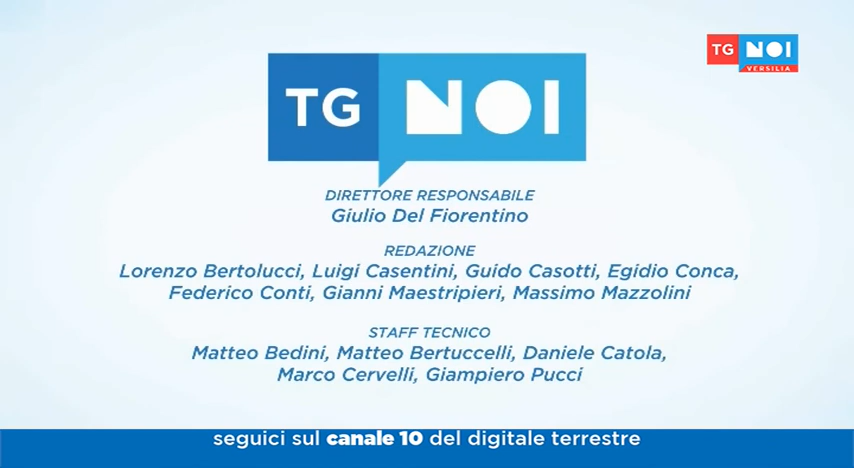 TG NOI
VERSILIA
TG NOI
DIRETTORE RESPONSABILE
Giulio Del Fiorentino
REDAZIONE
Lorenzo Bertolucci, Luigi Casentini, Guido Casotti, Egidio Conca,
Federico Conti, Gianni Maestripieri, Massimo Mazzolini
STAFF TECNICO
Matteo Bedini, Matteo Bertuccelli, Daniele Catola,
Marco Cervelli, Giampiero Pucci
seguici sul canale 10 del digitale terrestre